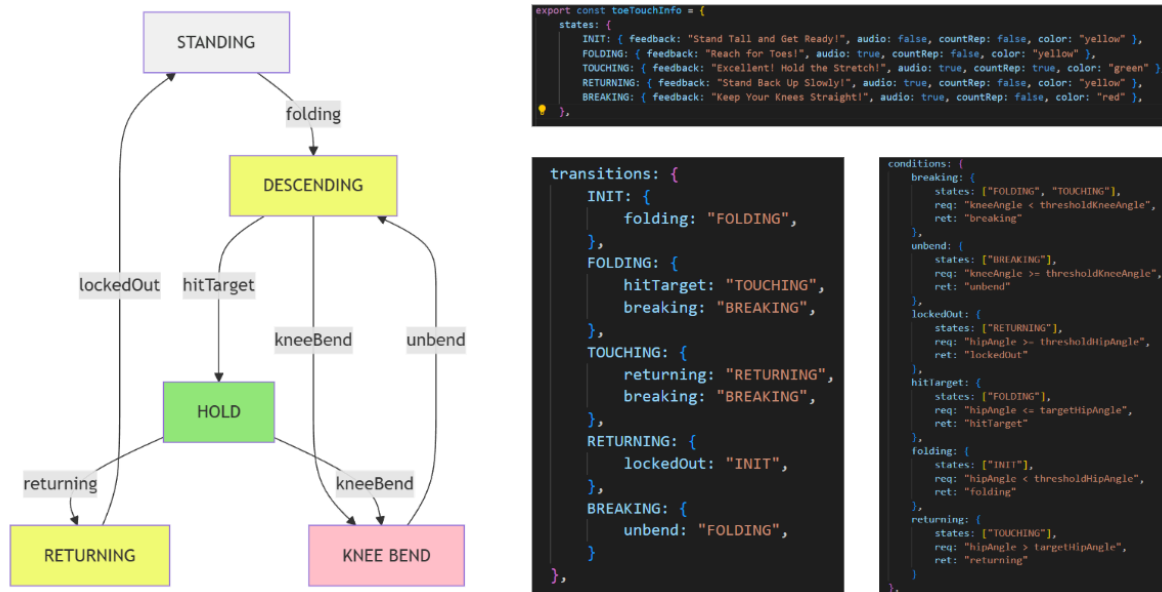 STANDING
folding
DESCENDING
lockedOut
hitTarget
kneeBend
unbend
HOLD
returning
kneeBend
RETURNING
KNEE BEND
export const toeTouchInfo = {
states: {
INIT: { feedback: "Stand Tall and Get Ready!", audio: false, countRep: false, color: "yellow" },
FOLDING: { feedback: "Reach for Toes!", audio: true, countRep: false, color: "yellow" },
TOUCHING: { feedback: "Excellent! Hold the Stretch!", audio: true, countRep: true, color: "green" }
RETURNING: { feedback: "Stand Back Up Slowly!", audio: true, countRep: false, color: "yellow" },
BREAKING: { feedback: "Keep Your Knees Straight!", audio: true, countRep: false, color: "red" },
},
transitions: {
INIT: {
folding: "FOLDING",
},
FOLDING: {
hitTarget: "TOUCHING",
breaking: "BREAKING",
},
TOUCHING: {
returning: "RETURNING",
breaking: "BREAKING",
},
RETURNING: {
lockedOut: "INIT",
},
BREAKING: {
unbend: "FOLDING",
}
},
conditions: {
breaking: {
states: ["FOLDING", "TOUCHING"],
req: "kneeAngle < thresholdKneeAngle",
ret: "breaking"
},
unbend: {
states: ["BREAKING"],
req: "kneeAngle >= thresholdKneeAngle",
ret: "unbend"
},
lockedOut: {
states: ["RETURNING"],
req: "hipAngle >= thresholdHipAngle",
ret: "lockedOut"
},
hitTarget: {
states: ["FOLDING"],
req: "hipAngle <= targetHipAngle",
ret: "hitTarget"
},
folding: {
states: ["INIT"],
req: "hipAngle < thresholdHipAngle",
ret: "folding"
},
returning: {
states: ["TOUCHING"],
req: "hipAngle > targetHipAngle",
ret: "returning"
}
},